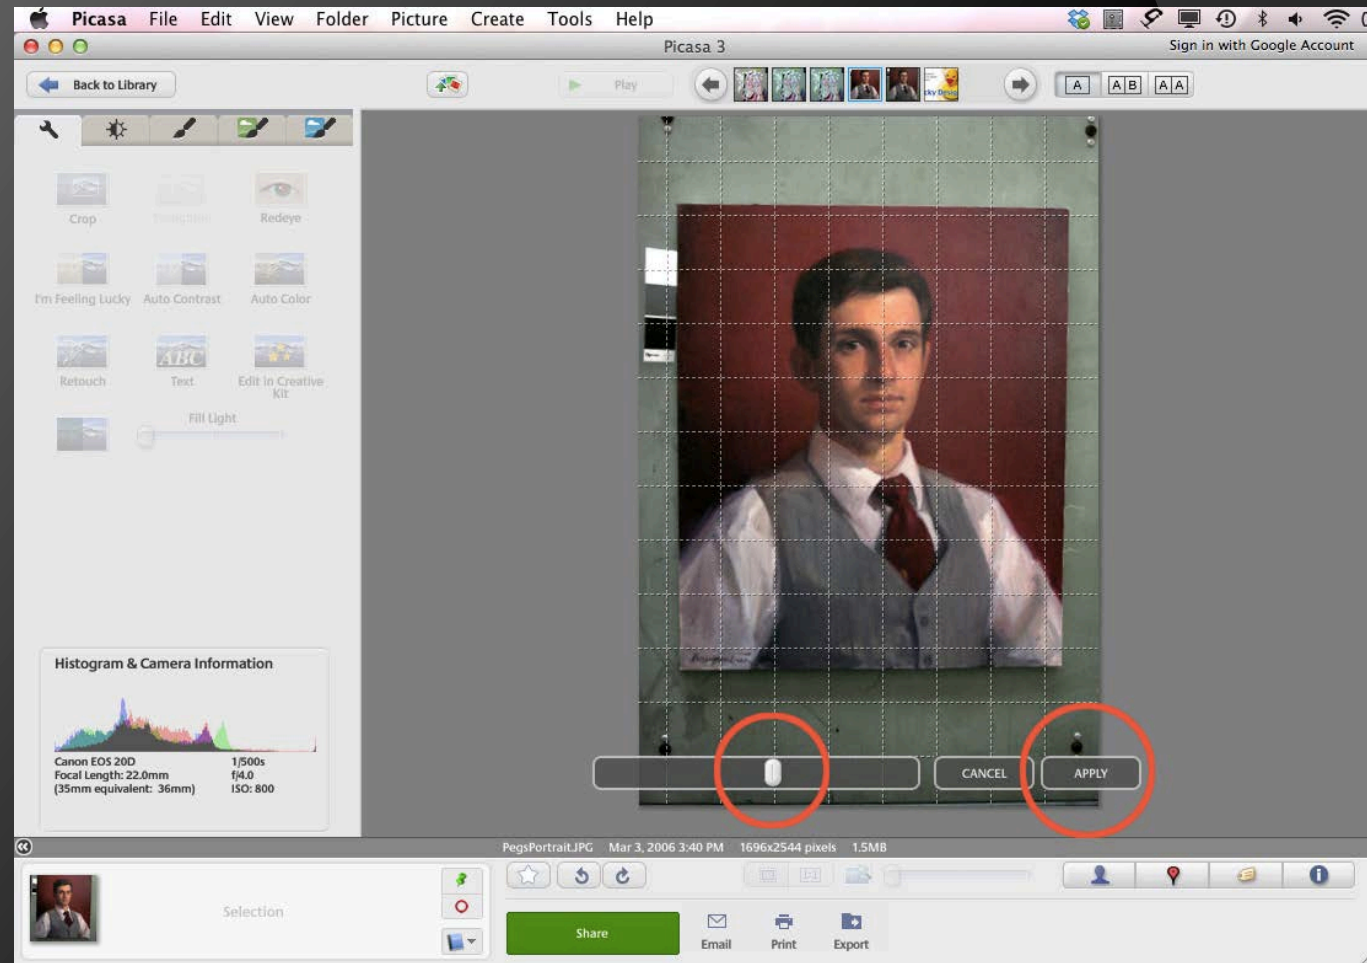 Picasa File Edit View Folder Picture Create Tools Help
Picasa 3
Sign in with Google Account
Back to Library
Play
A
A B
A A
Crop
Redeye
I'm Feeling Lucky Auto Contrast Auto Color
ABC
Retouch Text Edit in Creative
Kit
Fill Light
Histogram & Camera Information
Canon EOS 20D 1/500s
Focal Length: 22.0mm f/4.0
(35mm equivalent: 36mm) ISO: 800
CANCEL
APPLY
PegsPortrait.JPG Mar 3, 2006 3:40 PM 1696x2544 pixels 1.5MB
Selection
Share
Email Print Export